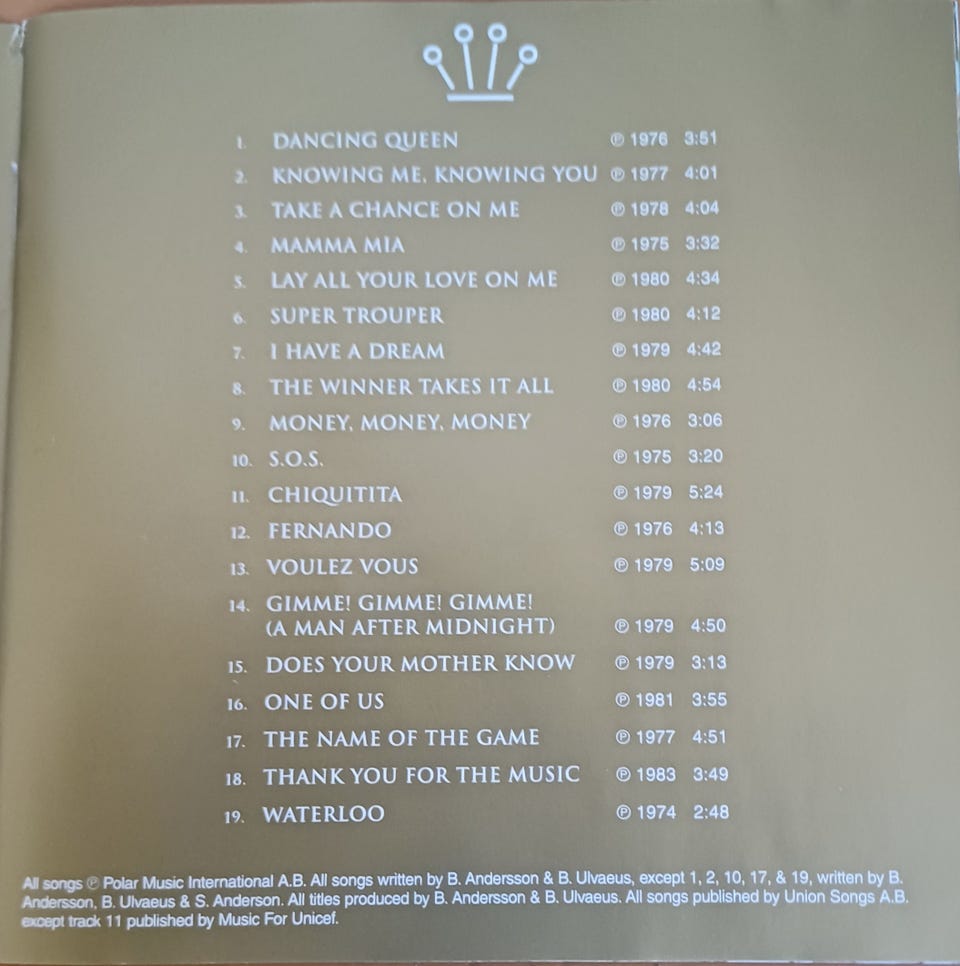 1. DANCING QUEEN ℗ 1976 3:51
2. KNOWING ME, KNOWING YOU ℗ 1977 4:01
3. TAKE A CHANCE ON ME ℗ 1978 4:04
4. MAMMA MIA ℗ 1975 3:32
5. LAY ALL YOUR LOVE ON ME ℗ 1980 4:34
6. SUPER TROUPER ℗ 1980 4:12
7. I HAVE A DREAM ℗ 1979 4:42
8. THE WINNER TAKES IT ALL ℗ 1980 4:54
9. MONEY, MONEY, MONEY ℗ 1976 3:06
10. S.O.S. ℗ 1975 3:20
11. CHIQUITITA ℗ 1979 5:24
12. FERNANDO ℗ 1976 4:13
13. VOULEZ VOUS ℗ 1979 5:09
14. GIMME! GIMME! GIMME!
(A MAN AFTER MIDNIGHT) ℗ 1979 4:50
15. DOES YOUR MOTHER KNOW ℗ 1979 3:13
16. ONE OF US ℗ 1981 3:55
17. THE NAME OF THE GAME ℗ 1977 4:51
18. THANK YOU FOR THE MUSIC ℗ 1983 3:49
19. WATERLOO ℗ 1974 2:48
All songs ℗ Polar Music International A.B. All songs written by B. Andersson & B. Ulvaeus, except 1, 2, 10, 17, & 19, written by B.
Andersson, B. Ulvaeus & S. Anderson. All titles produced by B. Andersson & B. Ulvaeus. All songs published by Union Songs A.B.
except track 11 published by Music For Unicef.